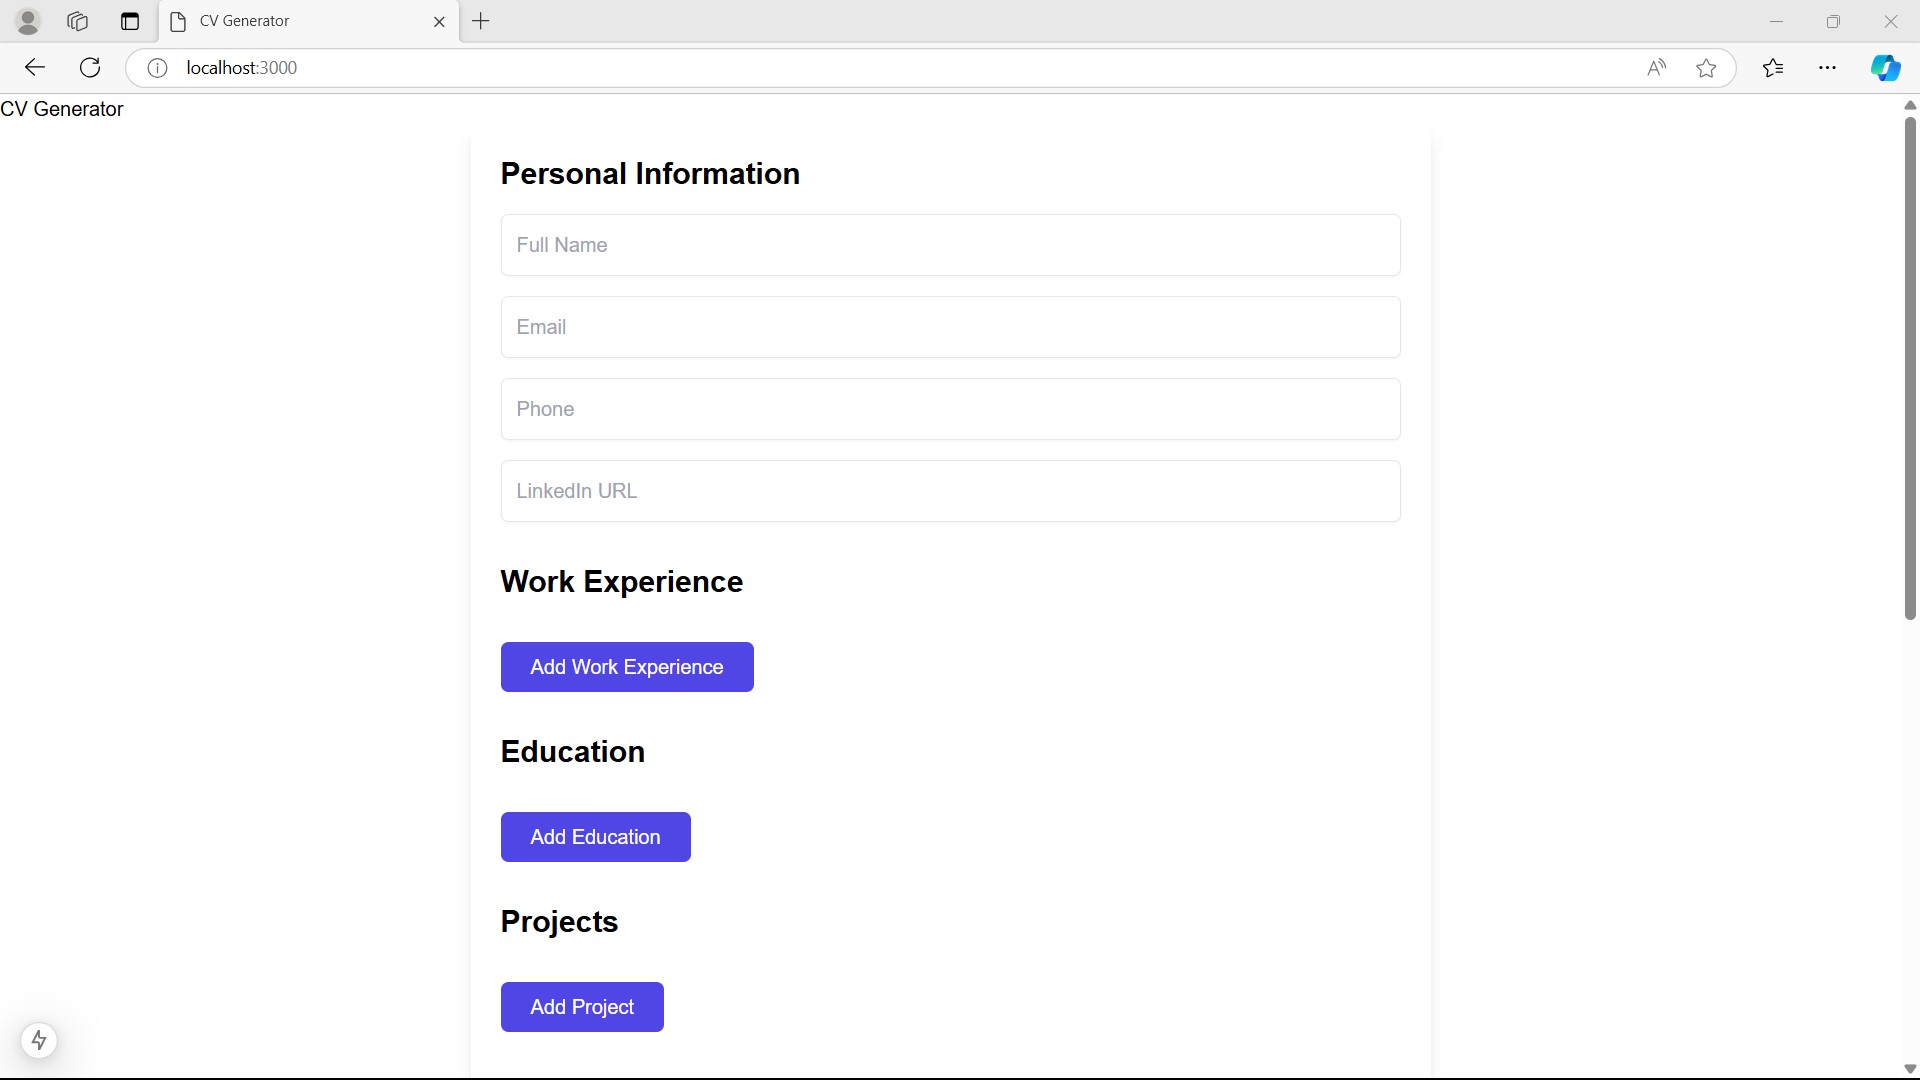 CV Generator
localhost:3000
CV Generator
Personal Information
Full Name
Email
Phone
LinkedIn URL
Work Experience
Add Work Experience
Education
Add Education
Projects
Add Project